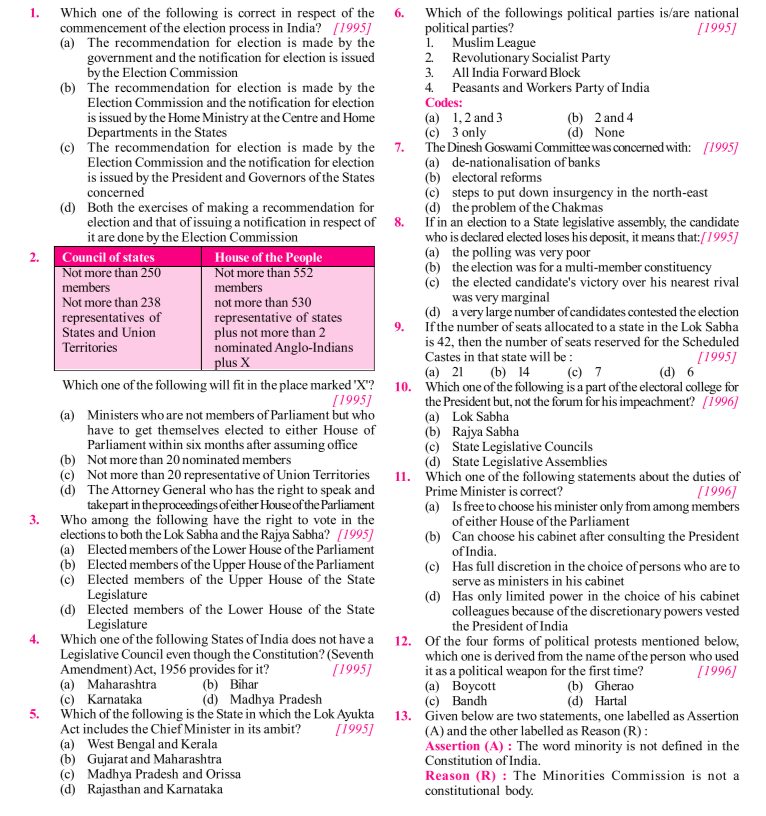 1. Which one of the following is correct in respect of the
commencement of the election process in India? [1995]
(a) The recommendation for election is made by the
government and the notification for election is issued
by the Election Commission
(b) The recommendation for election is made by the
Election Commission and the notification for election
is issued by the Home Ministry at the Centre and Home
Departments in the States
(c) The recommendation for election is made by the
Election Commission and the notification for election
is issued by the President and Governors of the States
concerned
(d) Both the exercises of making a recommendation for
election and that of issuing a notification in respect of
it are done by the Election Commission
2. Council of states House of the People
Not more than 250 Not more than 552
members members
Not more than 238 not more than 530
representatives of representative of states
States and Union plus not more than 2
Territories nominated Anglo-Indians
plus X
Which one of the following will fit in the place marked 'X'?
[1995]
(a) Ministers who are not members of Parliament but who
have to get themselves elected to either House of
Parliament within six months after assuming office
(b) Not more than 20 nominated members
(c) Not more than 20 representative of Union Territories
(d) The Attorney General who has the right to speak and
take part in the proceedings of either House of the Parliament
3. Who among the following have the right to vote in the
elections to both the Lok Sabha and the Rajya Sabha? [1995]
(a) Elected members of the Lower House of the Parliament
(b) Elected members of the Upper House of the Parliament
(c) Elected members of the Upper House of the State
Legislature
(d) Elected members of the Lower House of the State
Legislature
4. Which one of the following States of India does not have a
Legislative Council even though the Constitution? (Seventh
Amendment) Act, 1956 provides for it? [1995]
(a) Maharashtra (b) Bihar
(c) Karnataka (d) Madhya Pradesh
5. Which of the following is the State in which the Lok Ayukta
Act includes the Chief Minister in its ambit? [1995]
(a) West Bengal and Kerala
(b) Gujarat and Maharashtra
(c) Madhya Pradesh and Orissa
(d) Rajasthan and Karnataka
6. Which of the followings political parties is/are national
political parties? [1995]
1. Muslim League
2. Revolutionary Socialist Party
3. All India Forward Block
4. Peasants and Workers Party of India
Codes:
(a) 1, 2 and 3 (b) 2 and 4
(c) 3 only (d) None
7. The Dinesh Goswami Committee was concerned with: [1995]
(a) de-nationalisation of banks
(b) electoral reforms
(c) steps to put down insurgency in the north-east
(d) the problem of the Chakmas
8. If in an election to a State legislative assembly, the candidate
who is declared elected loses his deposit, it means that: [1995]
(a) the polling was very poor
(b) the election was for a multi-member constituency
(c) the elected candidate's victory over his nearest rival
was very marginal
(d) a very large number of candidates contested the election
9. If the number of seats allocated to a state in the Lok Sabha
is 42, then the number of seats reserved for the Scheduled
Castes in that state will be : [1995]
(a) 21 (b) 14 (c) 7 (d) 6
10. Which one of the following is a part of the electoral college for
the President but, not the forum for his impeachment? [1996]
(a) Lok Sabha
(b) Rajya Sabha
(c) State Legislative Councils
(d) State Legislative Assemblies
11. Which one of the following statements about the duties of
Prime Minister is correct? [1996]
(a) Is free to choose his minister only from among members
of either House of the Parliament
(b) Can choose his cabinet after consulting the President
of India.
(c) Has full discretion in the choice of persons who are to
serve as ministers in his cabinet
(d) Has only limited power in the choice of his cabinet
colleagues because of the discretionary powers vested
the President of India
12. Of the four forms of political protests mentioned below,
which one is derived from the name of the person who used
it as a political weapon for the first time? [1996]
(a) Boycott (b) Gherao
(c) Bandh (d) Hartal
13. Given below are two statements, one labelled as Assertion
(A) and the other labelled as Reason (R) :
Assertion (A) : The word minority is not defined in the
Constitution of India.
Reason (R) : The Minorities Commission is not a
constitutional body.